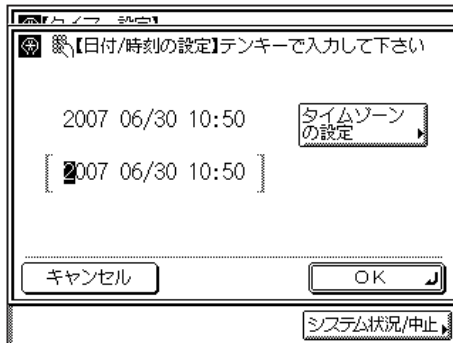 【日付/時刻の設定】テンキーで入力して下さい
2007 06/30 10:50
タイムゾーン
の設定
2007 06/30 10:50
キャンセル
OK
システム状況/中止